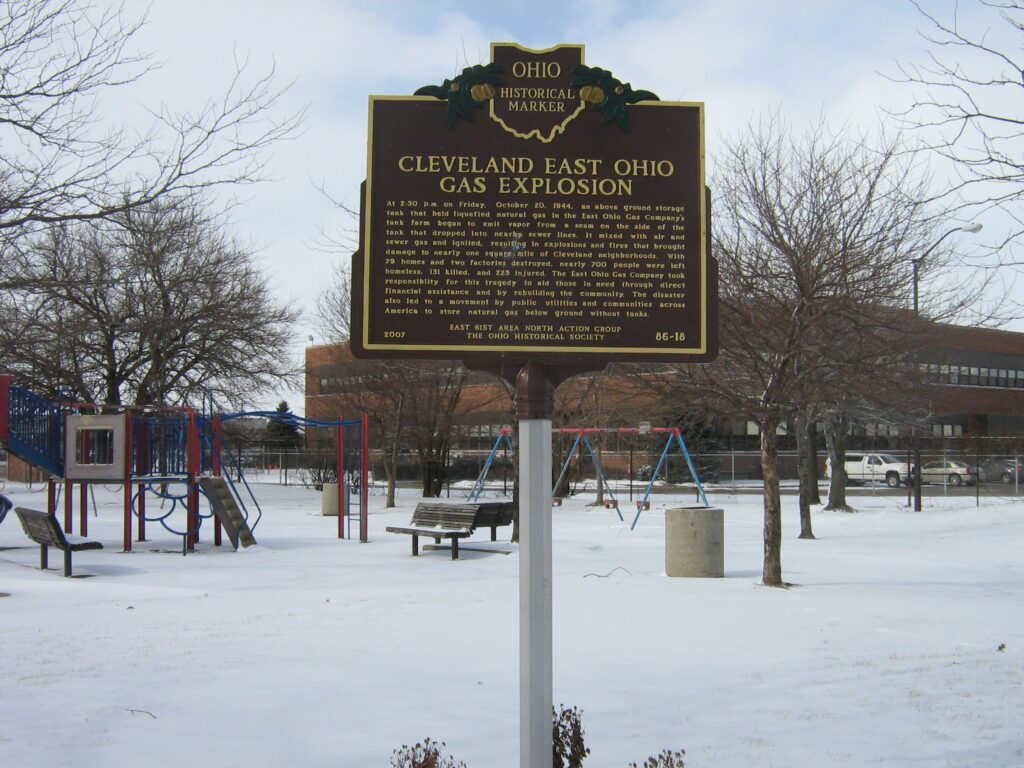 OHIO
HISTORICAL
MARKER
CLEVELAND EAST OHIO
GAS EXPLOSION
At 2:30 p.m. on Friday, October 20, 1944, an above ground storage
tank that held liquefied natural gas in the East Ohio Gas Company's
tank farm began to emit vapor from a seam on the side of the
tank that dropped into nearby sewer lines. It mixed with air and
sewer gas and ignited, resulting in explosions and fires that brought
damage to nearly one square mile of Cleveland neighborhoods. With
79 homes and two factories destroyed, nearly 700 people were left
homeless, 131 killed, and 225 injured. The East Ohio Gas Company took
responsibility for this tragedy to aid those in need through direct
financial assistance and by rebuilding the community. The disaster
also led to a movement by public utilities and communities across
America to store natural gas below ground without tanks.
EAST 61ST AREA NORTH ACTION GROUP
2007 THE OHIO HISTORICAL SOCIETY 86-18